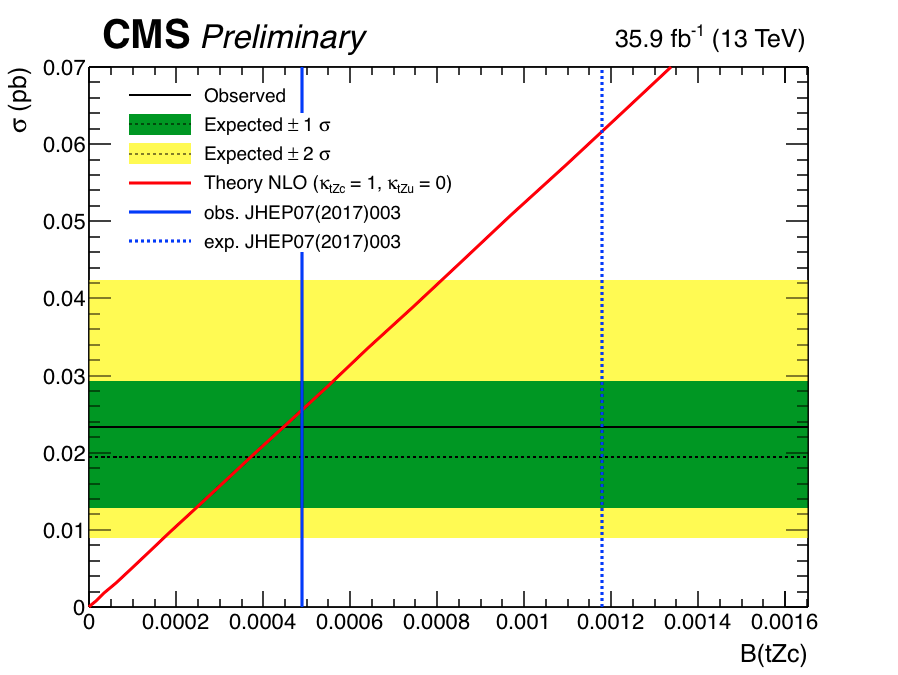 CMS Preliminary 35.9 fb⁻¹ (13 TeV)
σ (pb)
0.07
0.06
0.05
0.04
0.03
0.02
0.01
0
Observed
Expected ± 1 σ
Expected ± 2 σ
Theory NLO (κtZc = 1, κtZu = 0)
obs. JHEP07(2017)003
exp. JHEP07(2017)003
0 0.0002 0.0004 0.0006 0.0008 0.001 0.0012 0.0014 0.0016
B(tZc)